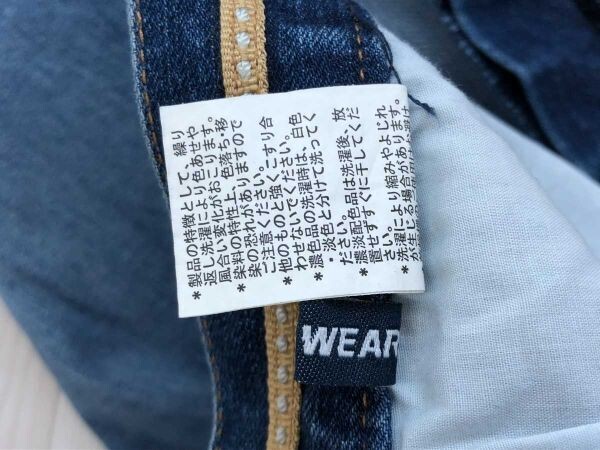 *製品の特徴として、繰り
返し洗濯により色あせや
風合い変化がおこります。
*染料の特性上、色落ち移
染の恐れがありますので
ご注意ください。
*他のものと強くこすり合
わせないでください。
*濃色品の洗濯時は、白色
・淡色と分けて洗ってく
ださい。
*濃淡配色品は洗濯後、放
置せずすぐに干してくだ
さい。
*洗濯により縮みやよじれ
が生じる場合があります。
WEAR